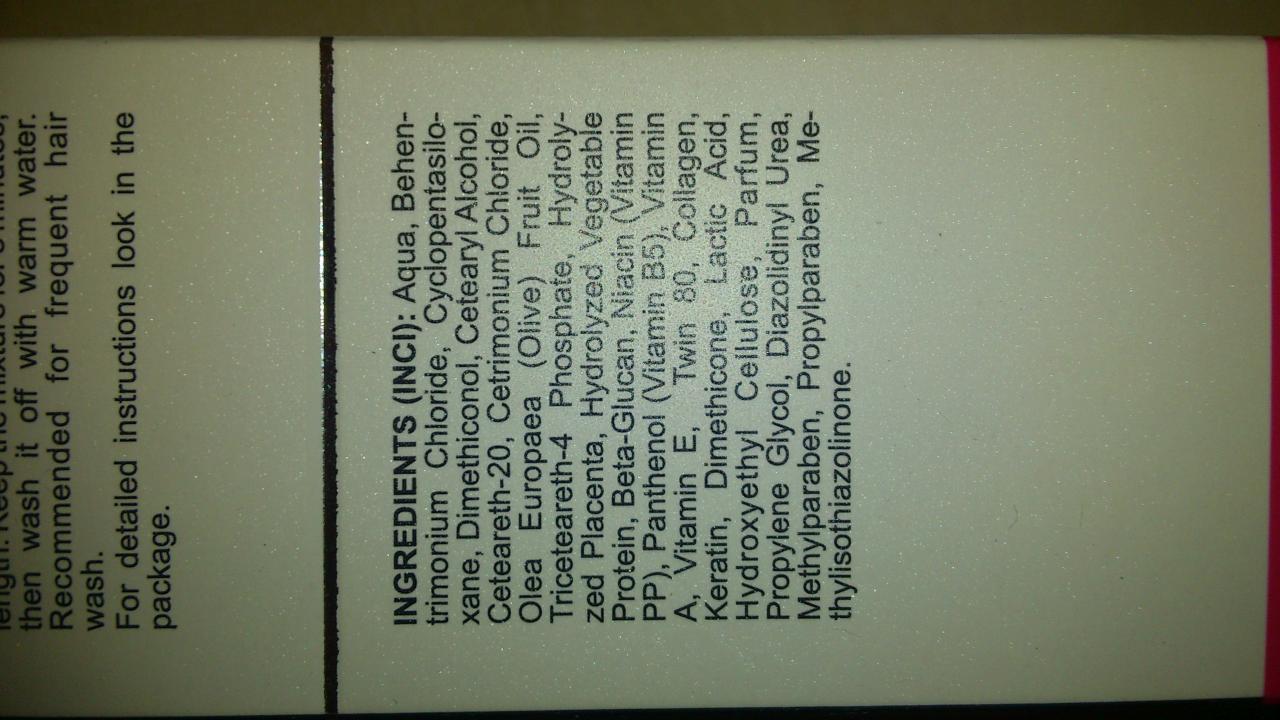 then wash it off with warm water.
Recommended for frequent hair
wash.
For detailed instructions look in the
package.
INGREDIENTS (INCI): Aqua, Behen-
trimonium Chloride, Cyclopentasilo-
xane, Dimethiconol, Cetearyl Alcohol,
Ceteareth-20, Cetrimonium Chloride,
Olea Europaea (Olive) Fruit Oil,
Triceteareth-4 Phosphate, Hydroly-
zed Placenta, Hydrolyzed Vegetable
Protein, Beta-Glucan, Niacin (Vitamin
PP), Panthenol (Vitamin B5), Vitamin
A, Vitamin E, Twin 80, Collagen,
Keratin, Dimethicone, Lactic Acid,
Hydroxyethyl Cellulose, Parfum,
Propylene Glycol, Diazolidinyl Urea,
Methylparaben, Propylparaben, Me-
thylisothiazolinone.